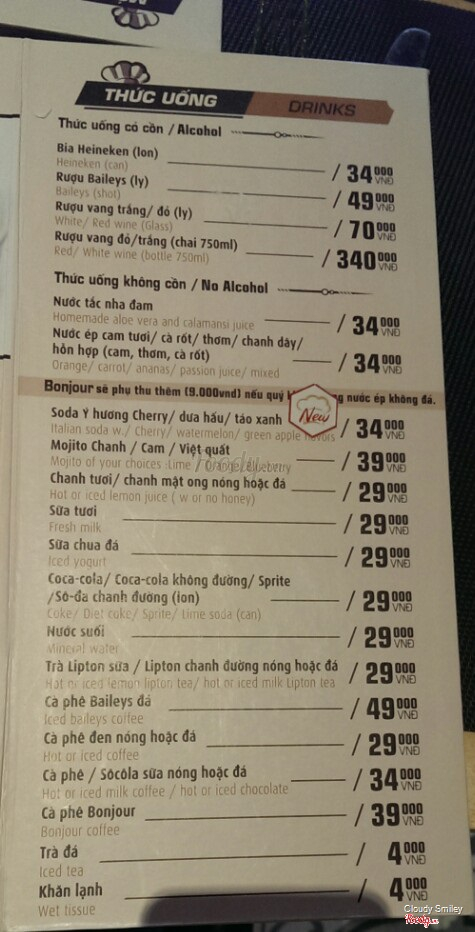 THỨC UỐNG
DRINKS
Thức uống có cồn / Alcohol
Bia Heineken (lon) / 34 000 VNĐ
Heineken (can)
Rượu Baileys (ly) / 49 000 VNĐ
Baileys (shot)
Rượu vang trắng/ đỏ (ly) / 70 000 VNĐ
White/ Red wine (Glass)
Rượu vang đỏ/trắng (chai 750ml) / 340 000 VNĐ
Red/ White wine (bottle 750ml)
Thức uống không cồn / No Alcohol
Nước tắc nha đam / 34 000 VNĐ
Homemade aloe vera and calamansi juice
Nước ép cam tươi/ cà rốt/ thơm/ chanh dây/
hỗn hợp (cam, thơm, cà rốt) / 34 000 VNĐ
Orange/ carrot/ ananas/ passion juice/ mixed
Bonjour sẽ phụ thu thêm (9.000vnđ) nếu quý nước ép không đá.
New
Soda Ý hương Cherry/ dưa hấu/ táo xanh / 34 000 VNĐ
Italian soda w./ Cherry/ watermelon/ green apple
Mojito Chanh / Cam / Việt quất / 39 000 VNĐ
Mojito of your choices :Lime / Orange/ Blueberry
Chanh tươi/ chanh mật ong nóng hoặc đá / 29 000 VNĐ
Hot or iced lemon juice ( w or no honey)
Sữa tươi / 29 000 VNĐ
Fresh milk
Sữa chua đá / 29 000 VNĐ
Iced yogurt
Coca-cola/ Coca-cola không đường/ Sprite
/Sô-đa chanh đường (lon) / 29 000 VNĐ
Coke/ Diet coke/ Sprite/ Lime soda (can)
Nước suối / 29 000 VNĐ
Mineral water
Trà Lipton sữa / Lipton chanh đường nóng hoặc đá / 29 000 VNĐ
Hot or iced lemon lipton tea/ hot or iced milk Lipton tea
Cà phê Baileys đá / 49 000 VNĐ
Iced baileys coffee
Cà phê đen nóng hoặc đá / 29 000 VNĐ
Hot or iced coffee
Cà phê / Sôcôla sữa nóng hoặc đá / 34 000 VNĐ
Hot or iced milk coffee / hot or iced chocolate
Cà phê Bonjour / 39 000 VNĐ
Bonjour coffee
Trà đá / 4 000 VNĐ
Iced tea
Khăn lạnh / 4 000 VNĐ
Wet tissue
Cloudy Smiley